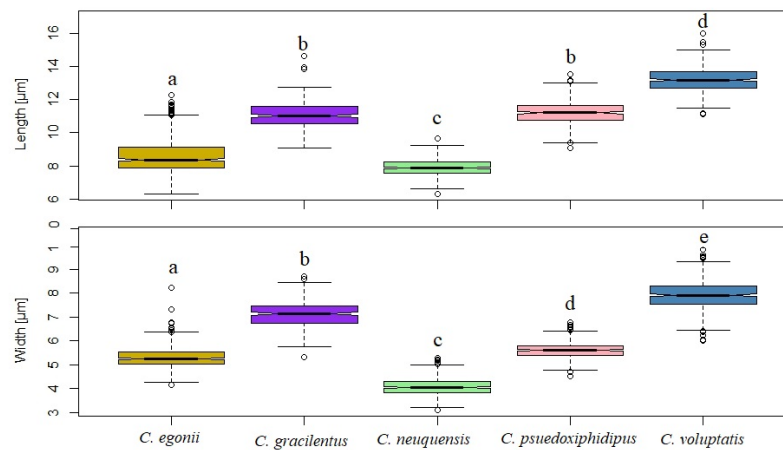 Length [µm]
16
14
12
10
8
6
a
b
c
b
d
Width [µm]
0
1
9
8
7
6
5
4
3
a
b
c
d
e
C. egonii C. gracilentus C. neuquensis C. psuedoxiphidipus C. voluptatis